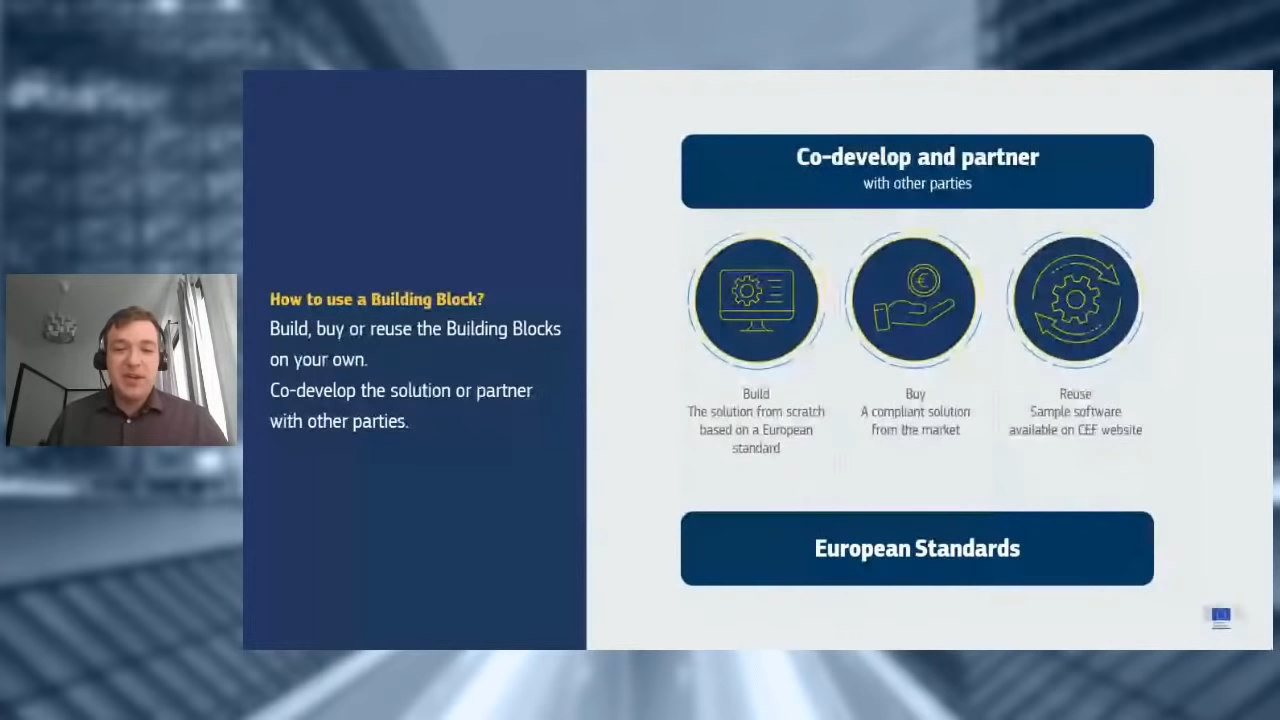 How to use a Building Block?
Build, buy or reuse the Building Blocks
on your own.
Co-develop the solution or partner
with other parties.
Co-develop and partner
with other parties
Build
The solution from scratch
based on a European
standard
Buy
A compliant solution
from the market
Reuse
Sample software
available on CEF website
European Standards